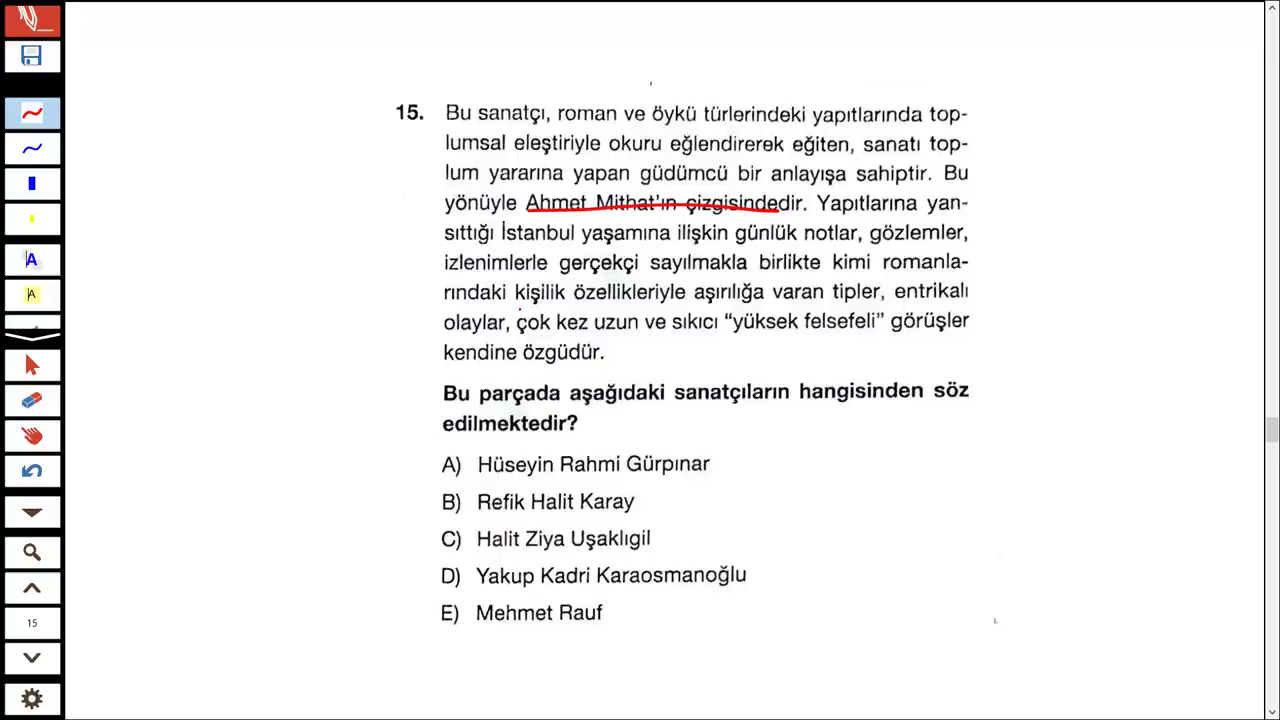 15. Bu sanatçı, roman ve öykü türlerindeki yapıtlarında top-
lumsal eleştiriyle okuru eğlendirerek eğiten, sanatı top-
lum yararına yapan güdümcü bir anlayışa sahiptir. Bu
yönüyle Ahmet Mithat'ın çizgisindedir. Yapıtlarına yan-
sıttığı İstanbul yaşamına ilişkin günlük notlar, gözlemler,
izlenimlerle gerçekçi sayılmakla birlikte kimi romanla-
rındaki kişilik özellikleriyle aşırılığa varan tipler, entrikalı
olaylar, çok kez uzun ve sıkıcı “yüksek felsefeli” görüşler
kendine özgüdür.
Bu parçada aşağıdaki sanatçıların hangisinden söz
edilmektedir?
A) Hüseyin Rahmi Gürpınar
B) Refik Halit Karay
C) Halit Ziya Uşaklıgil
D) Yakup Kadri Karaosmanoğlu
E) Mehmet Rauf
A
A
15